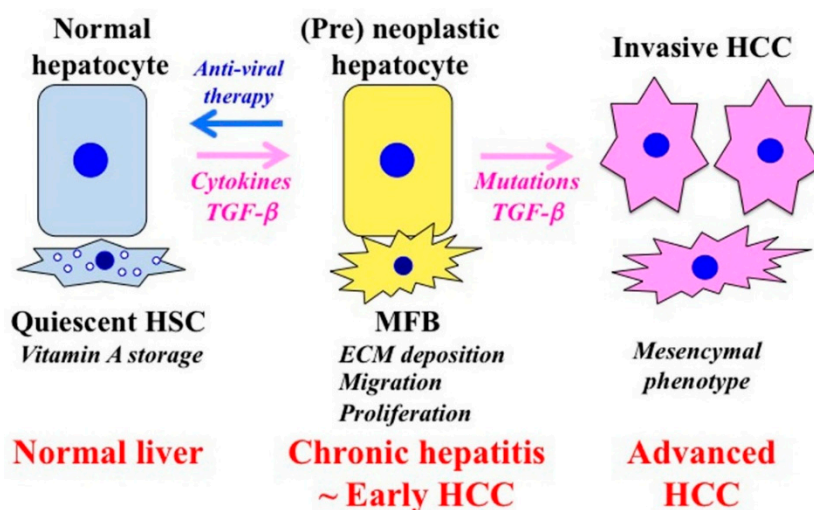 Normal
hepatocyte
Anti-viral
therapy
Cytokines
TGF-β
Quiescent HSC
Vitamin A storage
Normal liver
(Pre) neoplastic
hepatocyte
Mutations
TGF-β
MFB
ECM deposition
Migration
Proliferation
Chronic hepatitis
~ Early HCC
Invasive HCC
Mesencymal
phenotype
Advanced
HCC